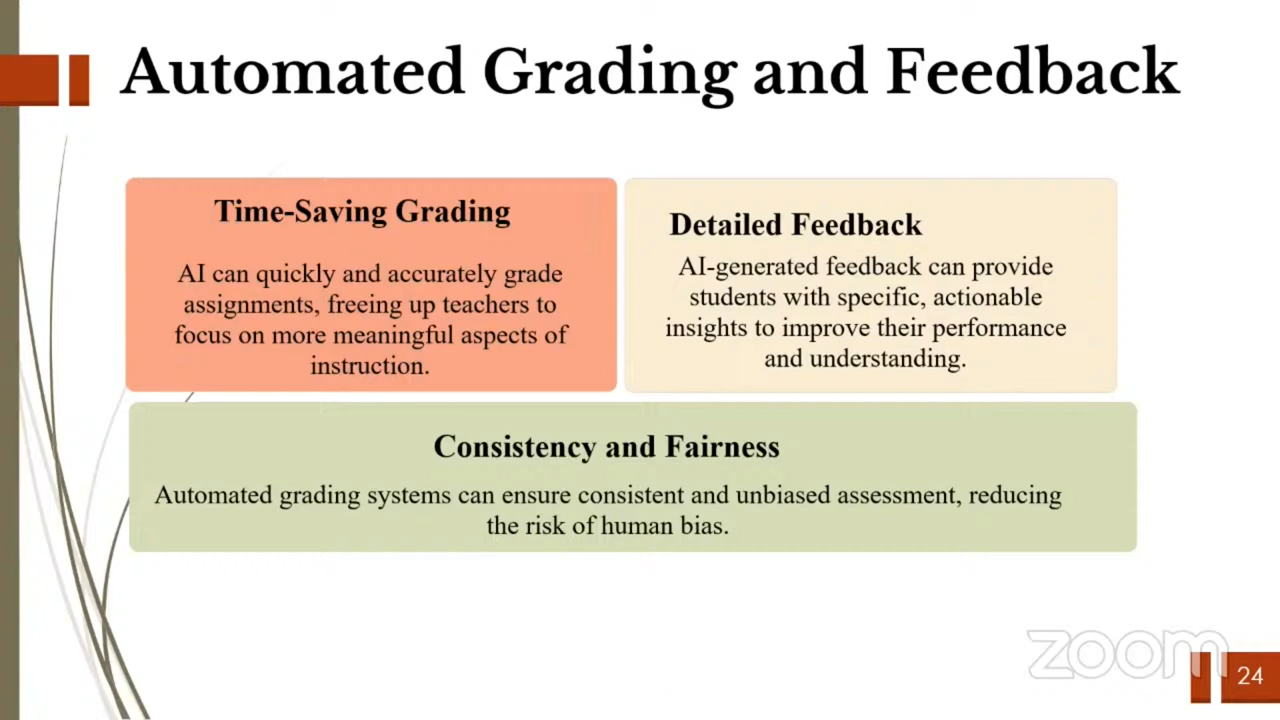 Automated Grading and Feedback
Time-Saving Grading
AI can quickly and accurately grade
assignments, freeing up teachers to
focus on more meaningful aspects of
instruction.
Detailed Feedback
AI-generated feedback can provide
students with specific, actionable
insights to improve their performance
and understanding.
Consistency and Fairness
Automated grading systems can ensure consistent and unbiased assessment, reducing
the risk of human bias.
zoom
24